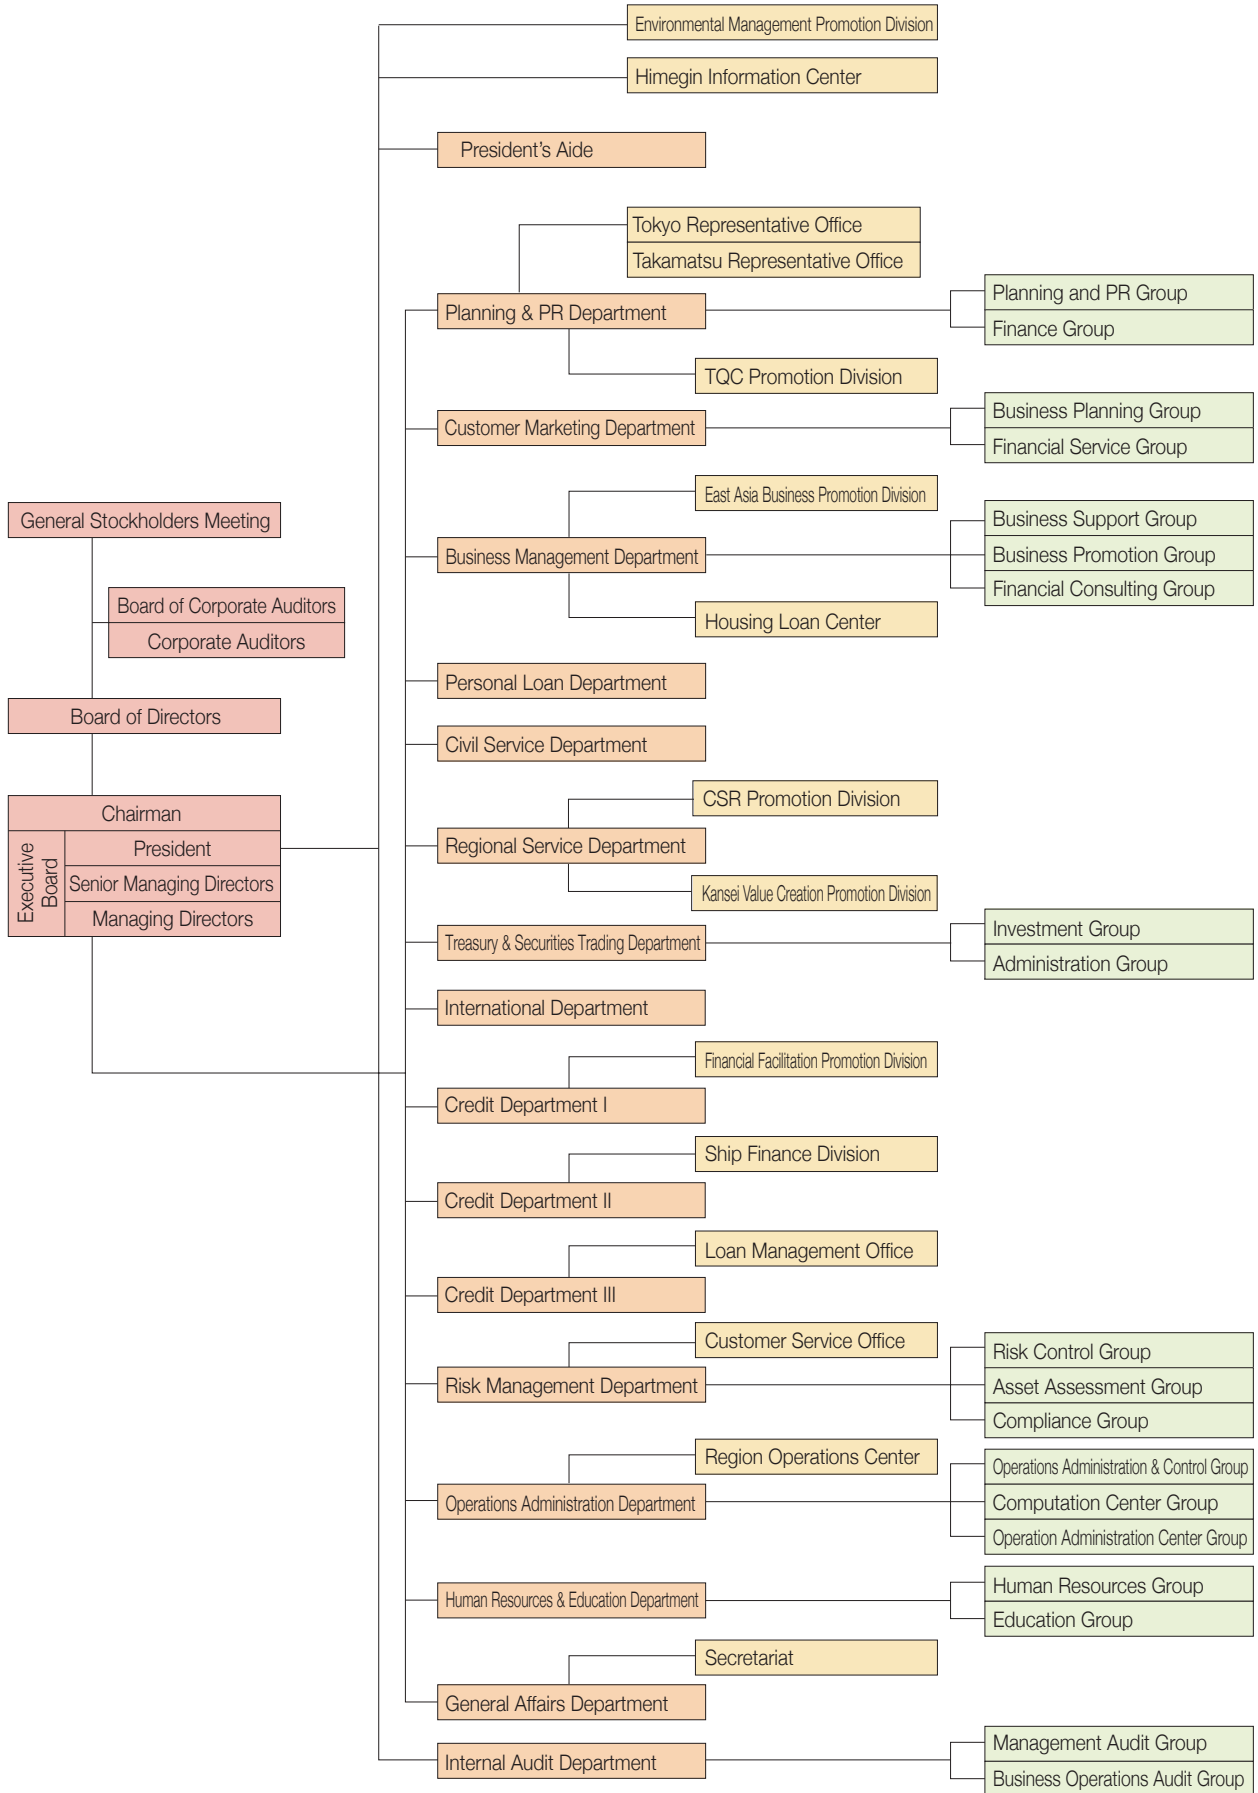 Environmental Management Promotion Division
Himegin Information Center
President's Aide
Tokyo Representative Office
Takamatsu Representative Office
Planning & PR Department
Planning and PR Group
Finance Group
TQC Promotion Division
Customer Marketing Department
Business Planning Group
Financial Service Group
East Asia Business Promotion Division
Business Management Department
Business Support Group
Business Promotion Group
Financial Consulting Group
Housing Loan Center
General Stockholders Meeting
Board of Corporate Auditors
Corporate Auditors
Board of Directors
Chairman
Executive
Board
President
Senior Managing Directors
Managing Directors
Personal Loan Department
Civil Service Department
CSR Promotion Division
Regional Service Department
Kansei Value Creation Promotion Division
Treasury & Securities Trading Department
Investment Group
Administration Group
International Department
Financial Facilitation Promotion Division
Credit Department I
Ship Finance Division
Credit Department II
Loan Management Office
Credit Department III
Customer Service Office
Risk Management Department
Risk Control Group
Asset Assessment Group
Compliance Group
Region Operations Center
Operations Administration Department
Operations Administration & Control Group
Computation Center Group
Operation Administration Center Group
Human Resources & Education Department
Human Resources Group
Education Group
Secretariat
General Affairs Department
Internal Audit Department
Management Audit Group
Business Operations Audit Group